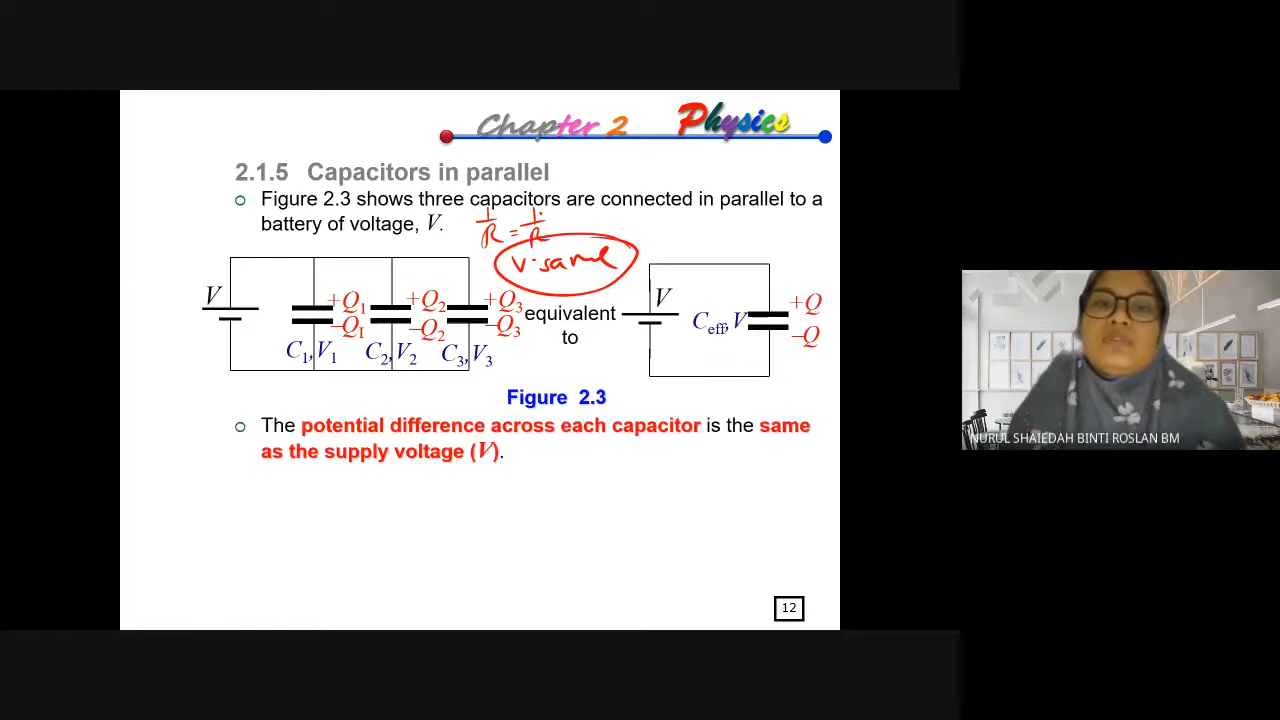 Chapter 2 Physics
2.1.5 Capacitors in parallel
Figure 2.3 shows three capacitors are connected in parallel to a
battery of voltage, V.
1/R = 1/R
V. same
V
+Q1 +Q2 +Q3
-Q1 -Q2 -Q3
C1, V1 C2, V2 C3, V3
equivalent
to
V
Ceff, V
+Q
-Q
Figure 2.3
The potential difference across each capacitor is the same
as the supply voltage (V).
12
NURUL SHAIEDAH BINTI ROSLAN BM